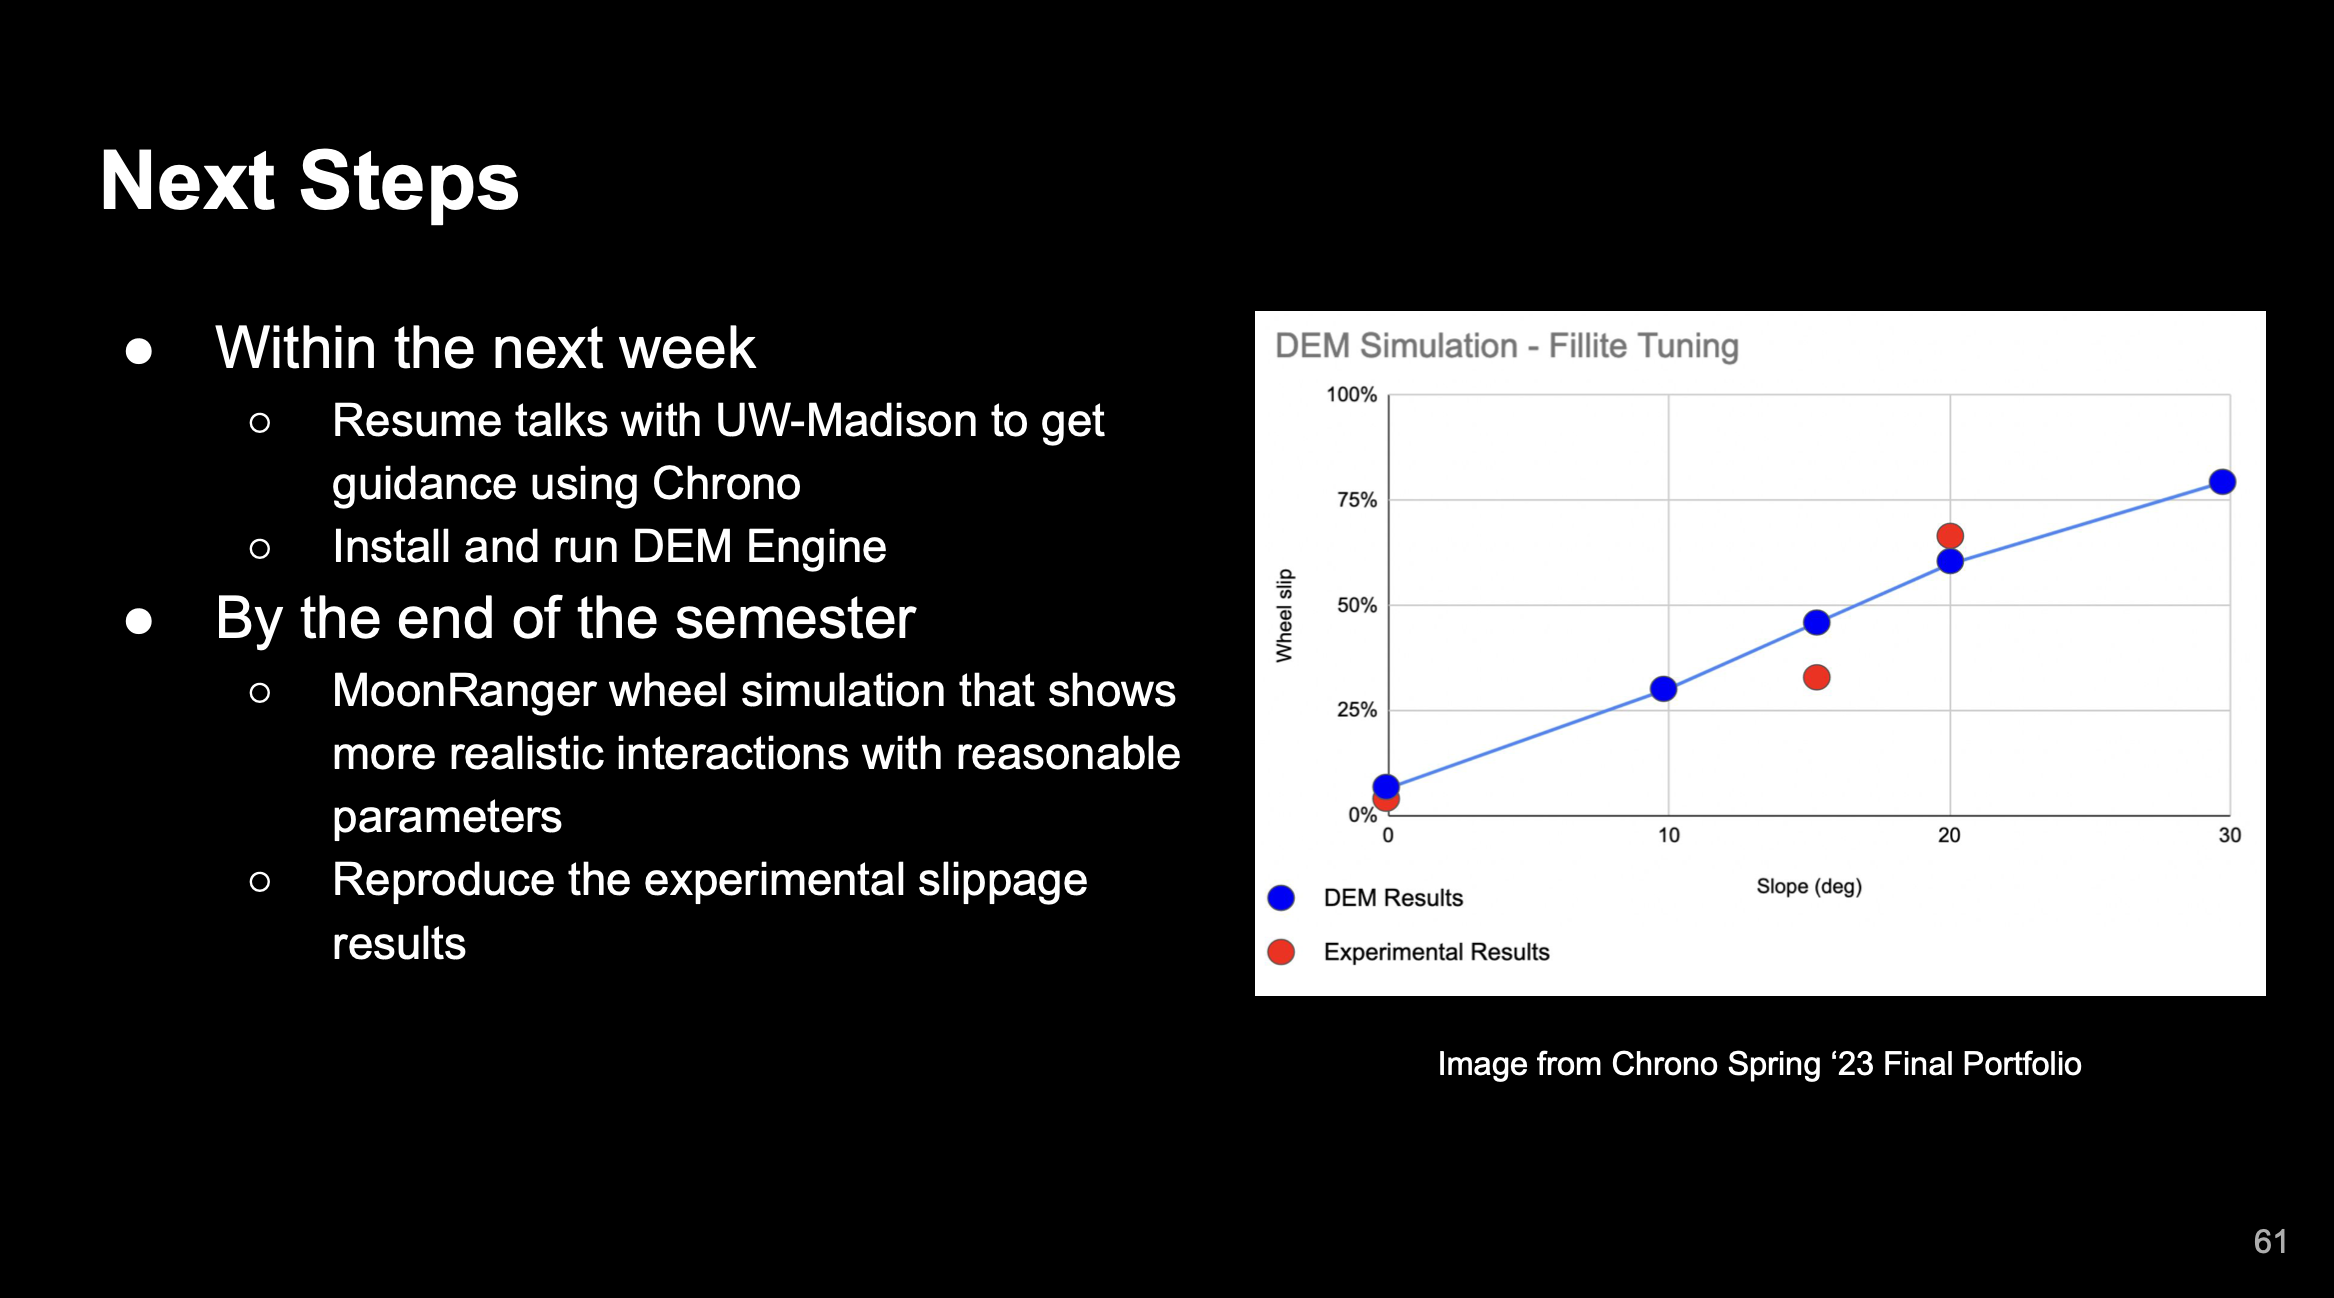 Next Steps
● Within the next week
○ Resume talks with UW-Madison to get
guidance using Chrono
○ Install and run DEM Engine
● By the end of the semester
○ MoonRanger wheel simulation that shows
more realistic interactions with reasonable
parameters
○ Reproduce the experimental slippage
results
DEM Simulation - Fillite Tuning
100%
75%
50%
25%
0%
Wheel slip
0 10 20 30
Slope (deg)
DEM Results
Experimental Results
Image from Chrono Spring ‘23 Final Portfolio
61